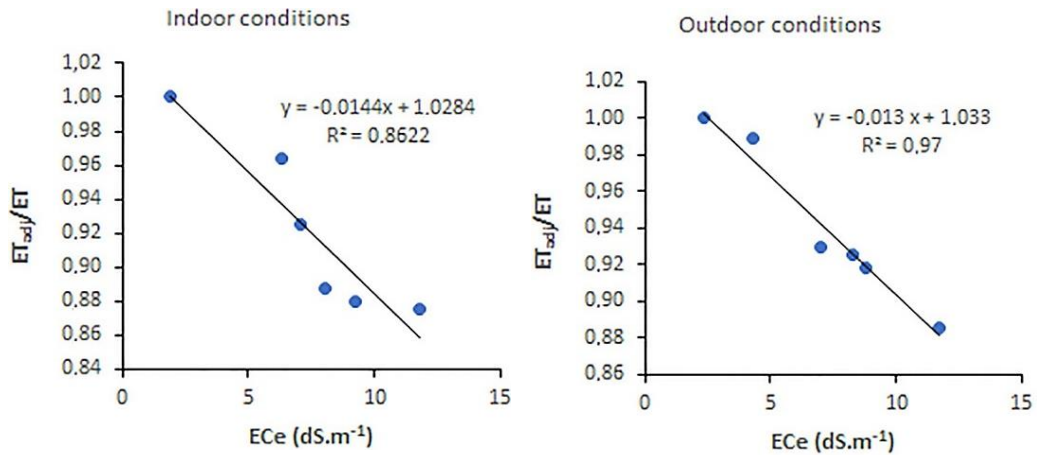 Indoor conditions
1,02
1.00
0.98
0.96
0.94
0.92
0.90
0.88
0.86
0.84
0
5
10
15
y = -0.0144x + 1.0284
R² = 0.8622
ETadj/ET
ECe (dS.m⁻¹)
Outdoor conditions
1.02
1.00
0.98
0.96
0.94
0.92
0.90
0.88
0.86
0
5
10
15
y = -0.013 x + 1.033
R² = 0.97
ETadj/ET
ECe (dS.m⁻¹)